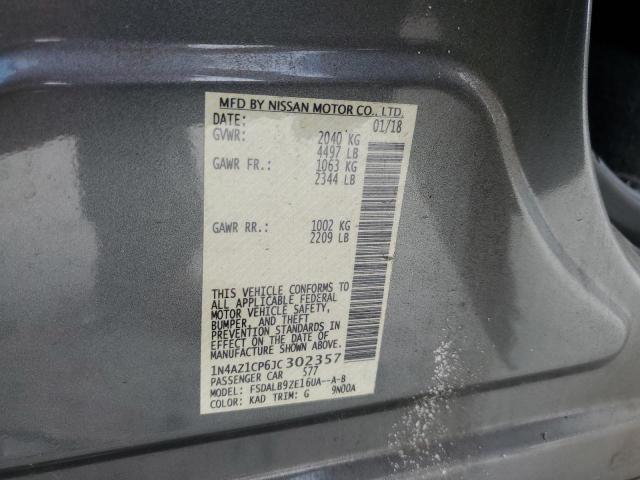 MFD BY NISSAN MOTOR CO., LTD.
DATE: 01/18
GVWR: 2040 KG
4497 LB
GAWR FR.: 1063 KG
2344 LB
GAWR RR.: 1002 KG
2209 LB
THIS VEHICLE CONFORMS TO
ALL APPLICABLE FEDERAL
MOTOR VEHICLE SAFETY,
BUMPER, AND THEFT
PREVENTION STANDARDS IN
EFFECT ON THE DATE OF
MANUFACTURE SHOWN ABOVE.
1N4AZ1CP6JC302357
PASSENGER CAR 577
MODEL: FSDALB9ZE16UA--A-B
COLOR: KAD TRIM: G 9N00A